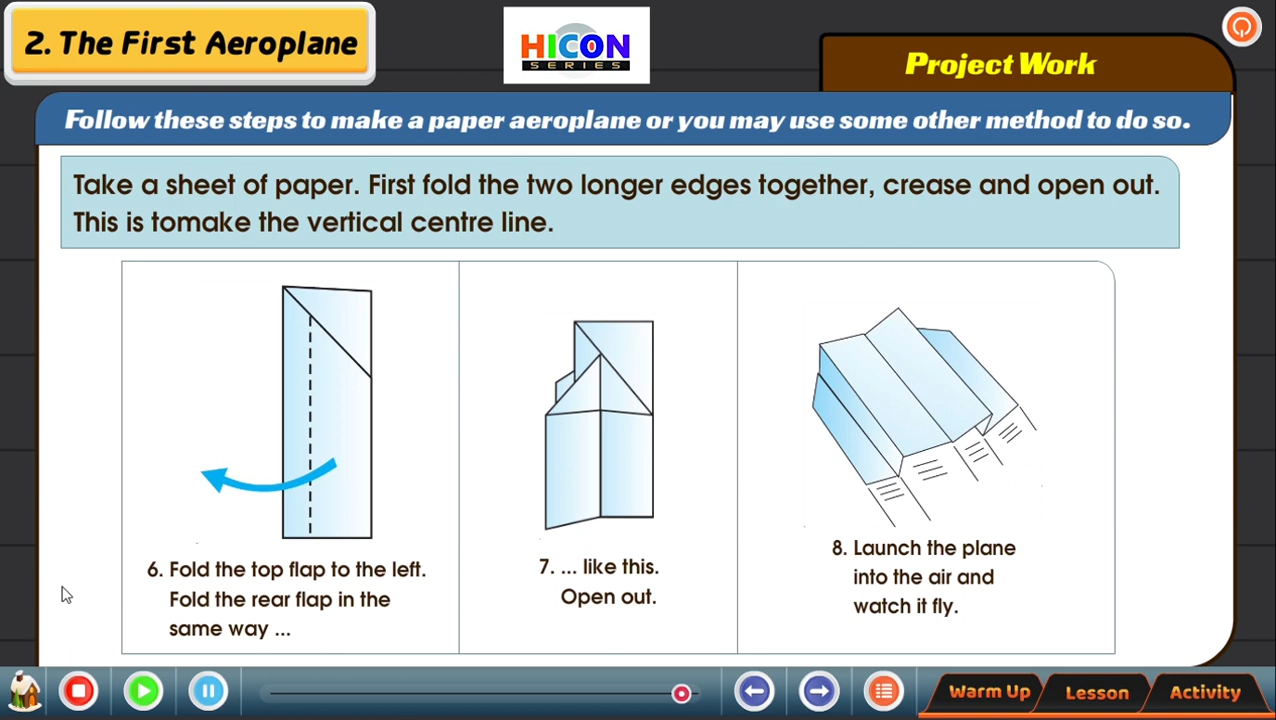 2. The First Aeroplane
HICON
SERIES
Project Work
Follow these steps to make a paper aeroplane or you may use some other method to do so.
Take a sheet of paper. First fold the two longer edges together, crease and open out.
This is tomake the vertical centre line.
6. Fold the top flap to the left.
Fold the rear flap in the
same way ...
7. ... like this.
Open out.
8. Launch the plane
into the air and
watch it fly.
Warm Up
Lesson
Activity